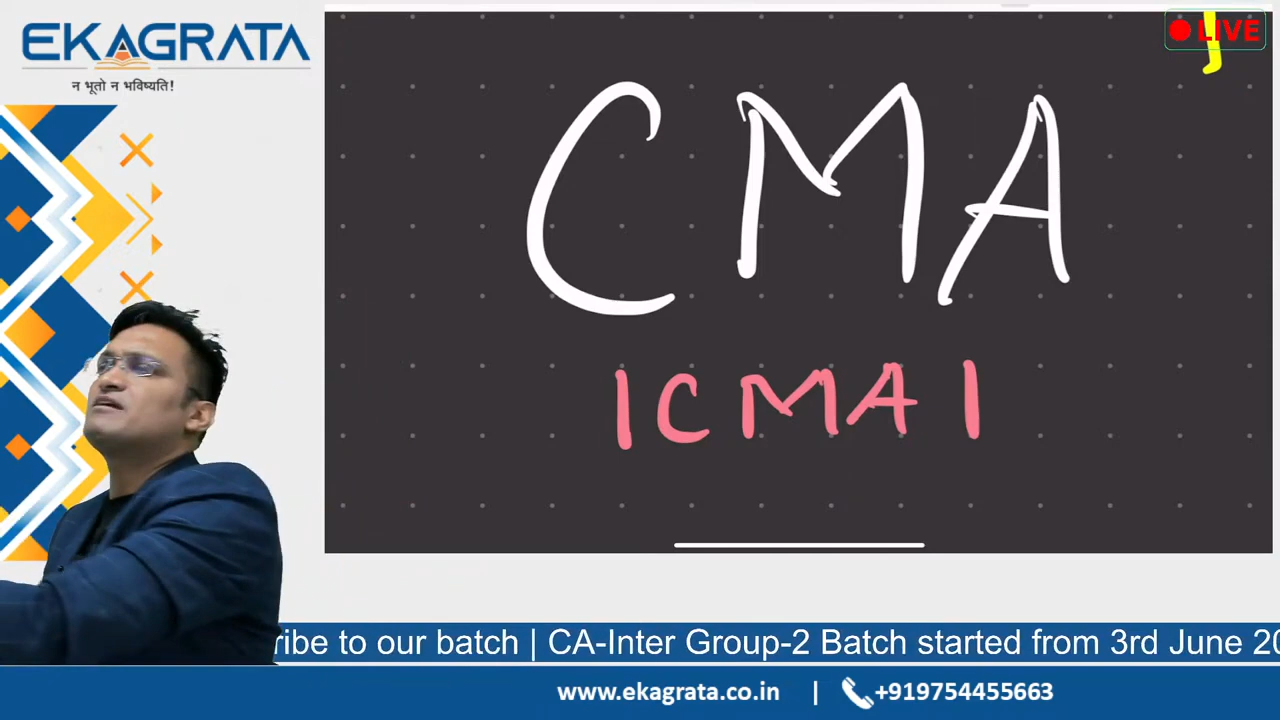 EKAGRATA
न भूतो न भविष्यति!
LIVE
CMA
ICMAI
ribe to our batch | CA-Inter Group-2 Batch started from 3rd June 20
www.ekagrata.co.in | +919754455663